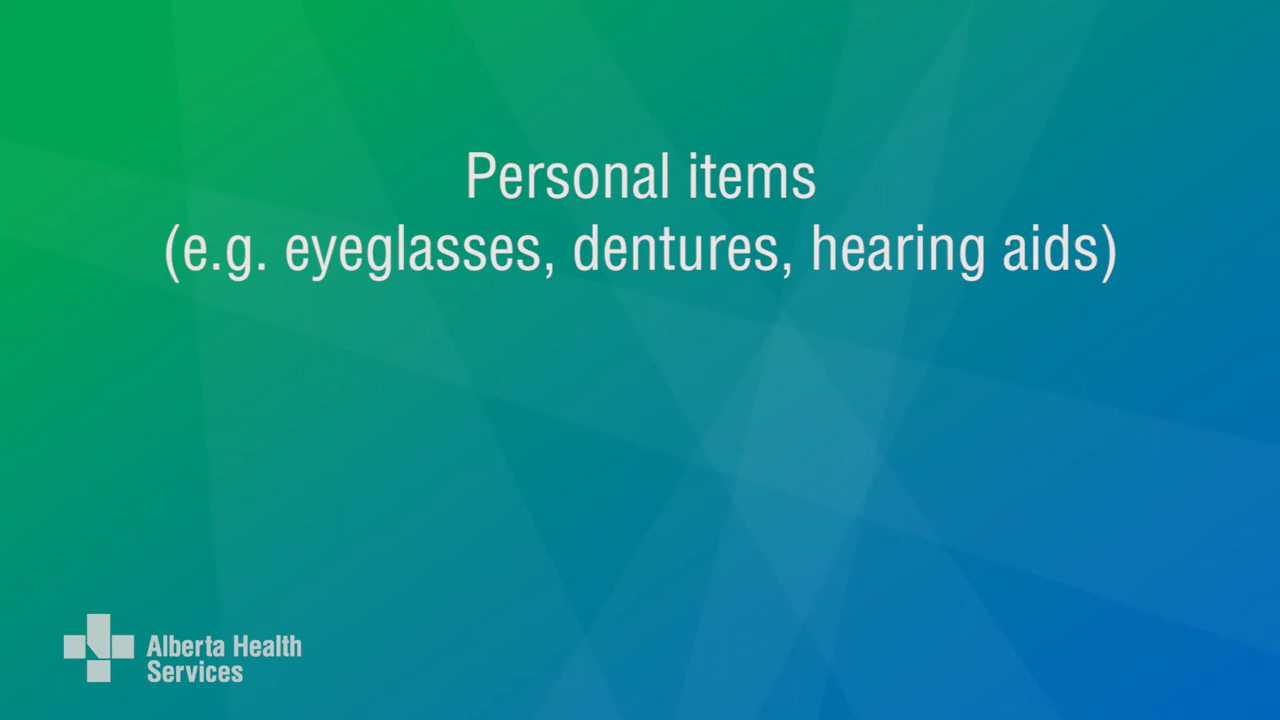 Personal items
(e.g. eyeglasses, dentures, hearing aids)
Alberta Health
Services